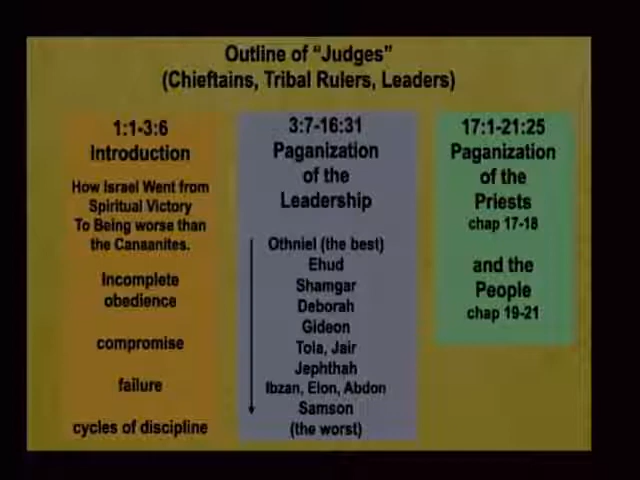 Outline of “Judges”
(Chieftains, Tribal Rulers, Leaders)
1:1-3:6
Introduction
How Israel Went from
Spiritual Victory
To Being worse than
the Canaanites.
Incomplete
obedience
compromise
failure
cycles of discipline
3:7-16:31
Paganization
of the
Leadership
Othniel (the best)
Ehud
Shamgar
Deborah
Gideon
Tola, Jair
Jephthah
Ibzan, Elon, Abdon
Samson
(the worst)
17:1-21:25
Paganization
of the
Priests
chap 17-18
and the
People
chap 19-21